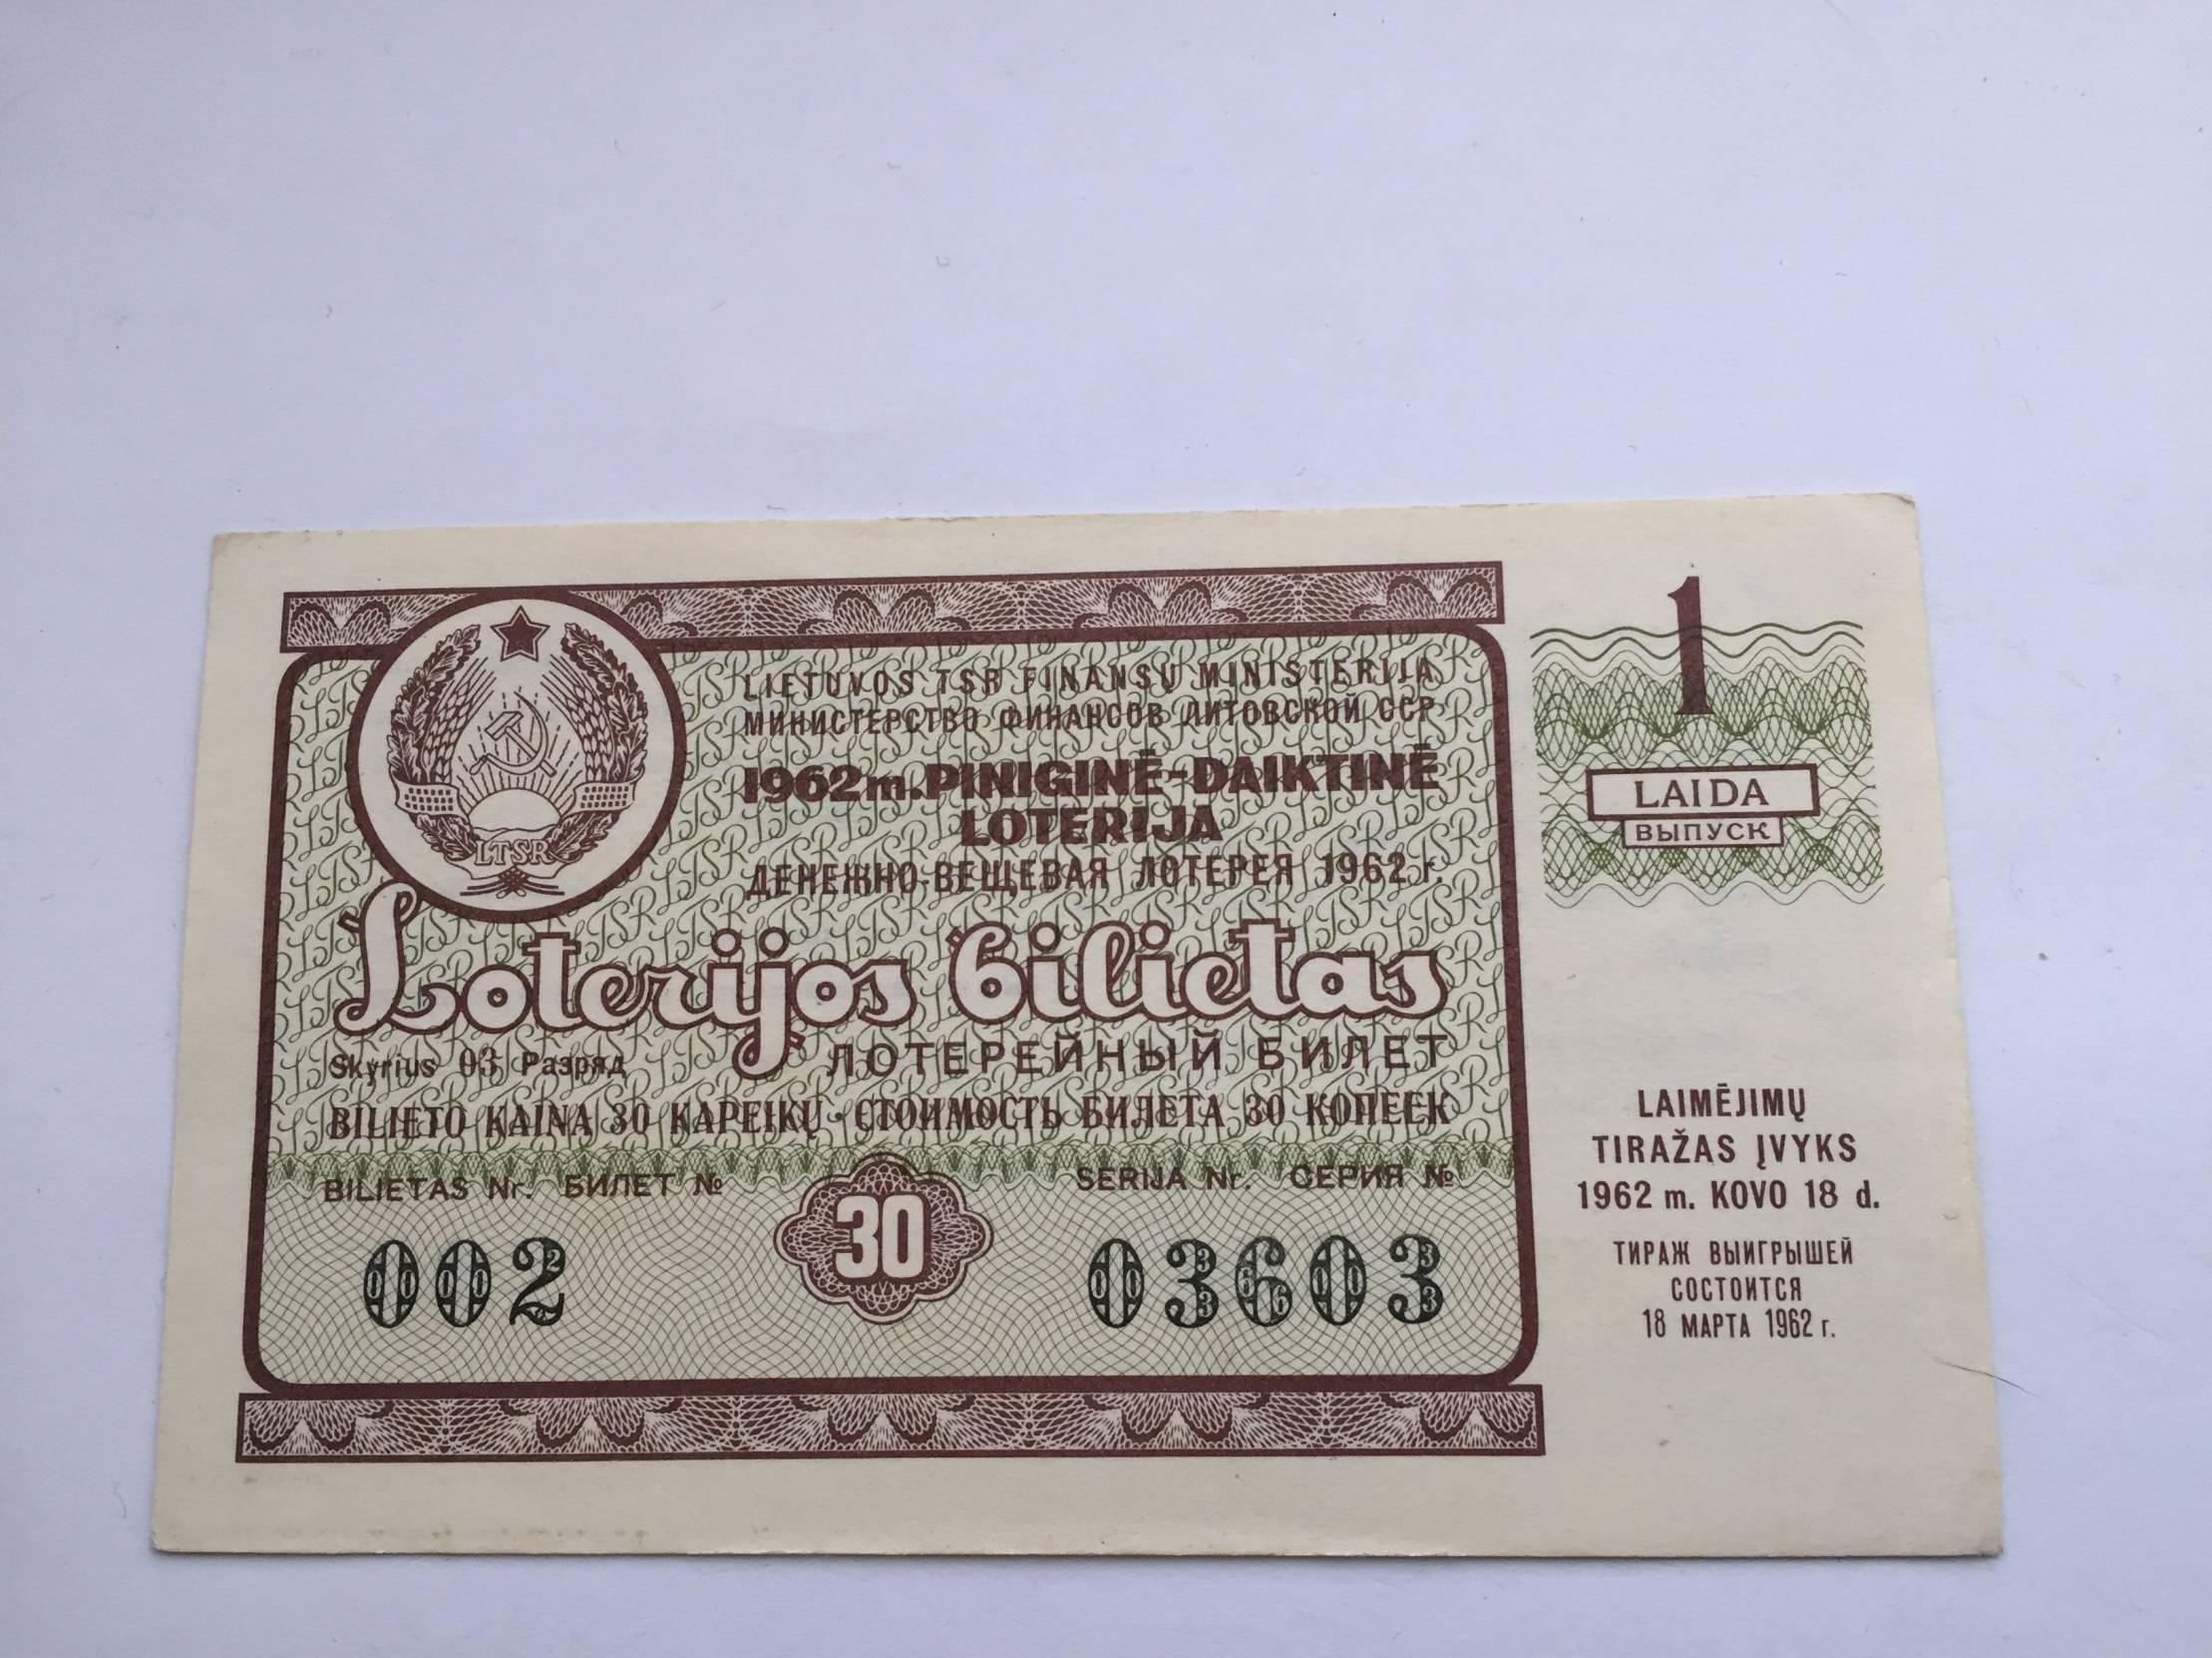 LTSR
LIETUVOS TSR FINANSŲ MINISTERIJA
МИНИСТЕРСТВО ФИНАНСОВ ЛИТОВСКОЙ ССР
1962 m. PINIGINĖ-DAIKTINĖ
LOTERIJA
ДЕНЕЖНО-ВЕЩЕВАЯ ЛОТЕРЕЯ 1962 г.
Loterijos bilietas
Skyrius 03 Разряд ЛОТЕРЕЙНЫЙ БИЛЕТ
BILIETO KAINA 30 KAPEIKŲ · СТОИМОСТЬ БИЛЕТА 30 КОПЕЕК
BILIETAS Nr. БИЛЕТ № SERIJA Nr. СЕРИЯ №
002 30 03603
1
LAIDA
ВЫПУСК
LAIMĖJIMŲ
TIRAŽAS ĮVYKS
1962 m. KOVO 18 d.
ТИРАЖ ВЫИГРЫШЕЙ
СОСТОИТСЯ
18 МАРТА 1962 г.